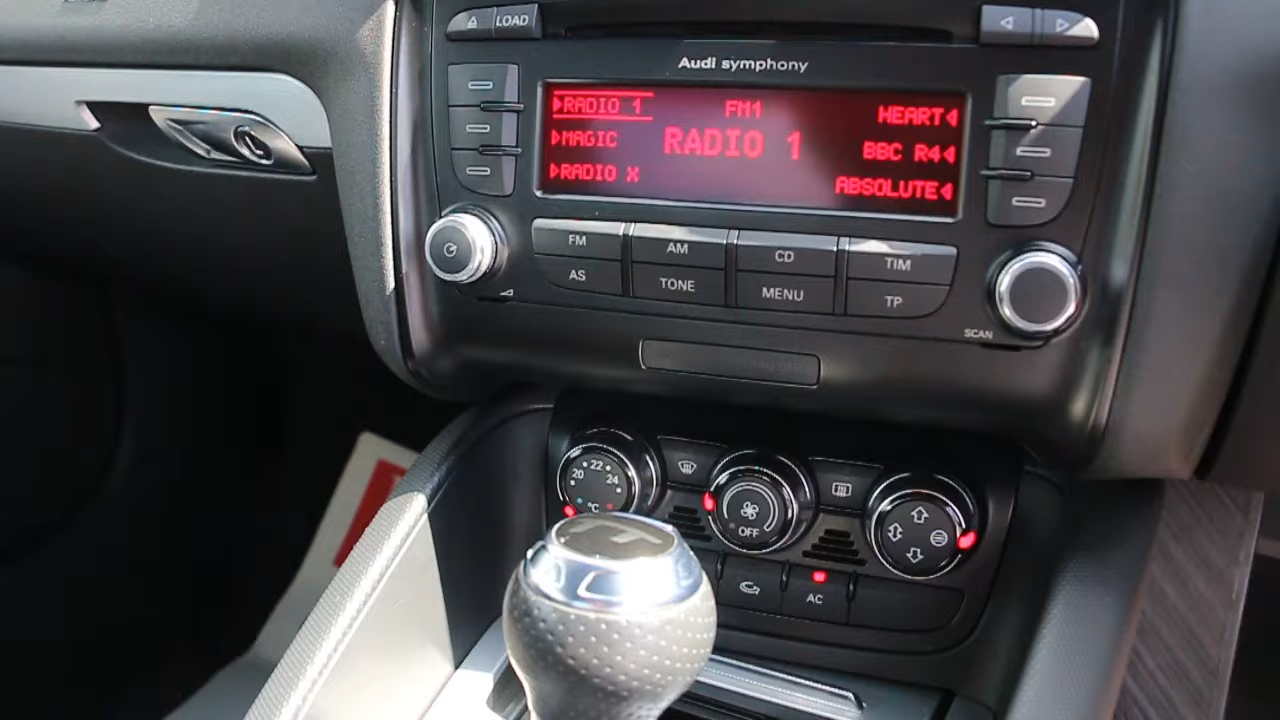 LOAD
Audi symphony
RADIO 1
FM1
HEART
MAGIC
RADIO 1
BBC R4
RADIO X
ABSOLUTE
FM
AM
CD
TIM
AS
TONE
MENU
TP
SCAN
20 22 24
°C
OFF
AC